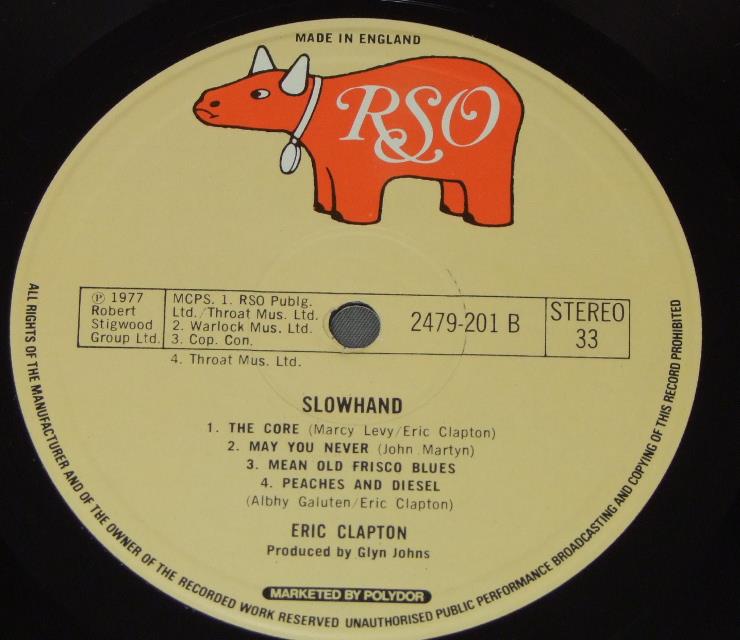 MADE IN ENGLAND
RSO
℗ 1977
Robert
Stigwood
Group Ltd.
MCPS. 1. RSO Publg.
Ltd./Throat Mus. Ltd.
2. Warlock Mus. Ltd.
3. Cop. Con.
4. Throat Mus. Ltd.
2479-201 B
STEREO
33
SLOWHAND
1. THE CORE (Marcy Levy/Eric Clapton)
2. MAY YOU NEVER (John Martyn)
3. MEAN OLD FRISCO BLUES
4. PEACHES AND DIESEL
(Albhy Galuten/Eric Clapton)
ERIC CLAPTON
Produced by Glyn Johns
MARKETED BY POLYDOR
ALL RIGHTS OF THE MANUFACTURER AND OF THE OWNER OF THE RECORDED WORK RESERVED UNAUTHORISED PUBLIC PERFORMANCE BROADCASTING AND COPYING OF THIS RECORD PROHIBITED